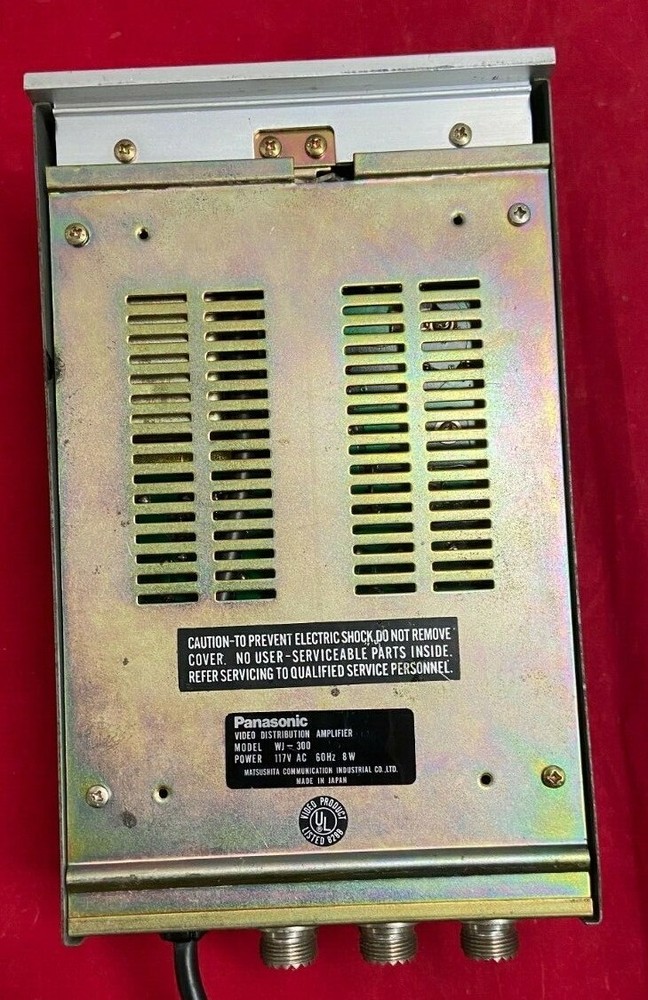 CAUTION-TO PREVENT ELECTRIC SHOCK, DO NOT REMOVE
COVER. NO USER-SERVICEABLE PARTS INSIDE.
REFER SERVICING TO QUALIFIED SERVICE PERSONNEL.
Panasonic
VIDEO DISTRIBUTION AMPLIFIER
MODEL WJ-300
POWER 117V AC 60Hz 8W
MATSUSHITA COMMUNICATION INDUSTRIAL CO.,LTD.
MADE IN JAPAN
VIDEO PRODUCT
UL
LISTED 828B